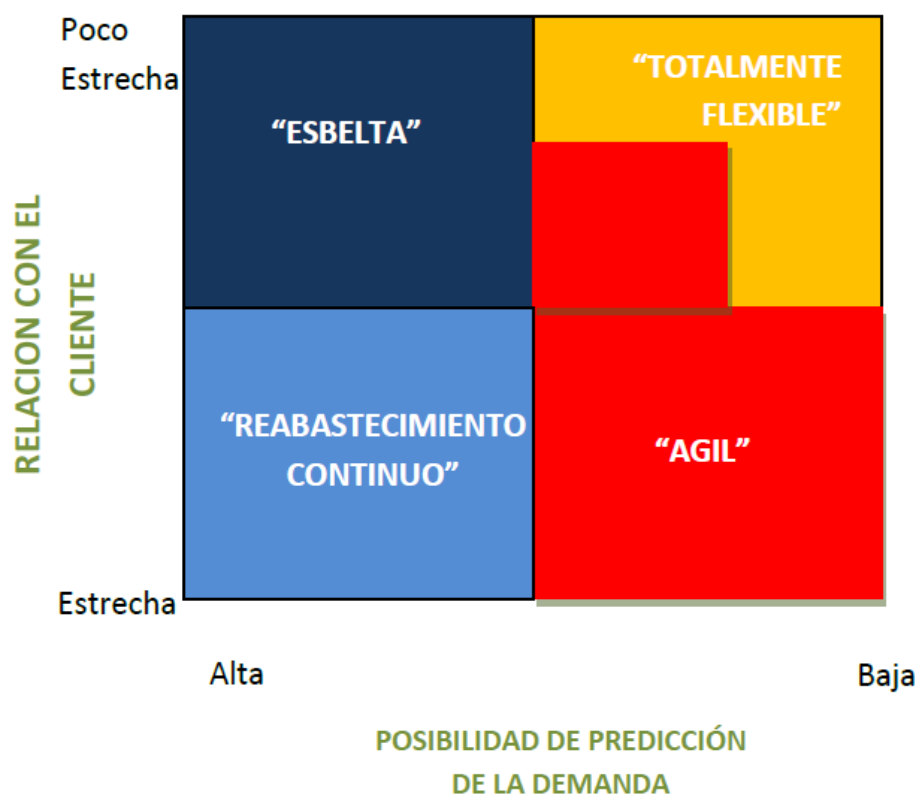 Poco
Estrecha
“ESBELTA”
“TOTALMENTE
FLEXIBLE”
RELACION CON EL
CLIENTE
“REABASTECIMIENTO
CONTINUO”
“AGIL”
Estrecha
Alta
Baja
POSIBILIDAD DE PREDICCIÓN
DE LA DEMANDA